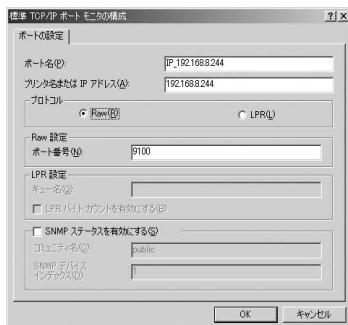 標準 TCP/IP ポート モニタの構成
ポートの設定
ポート名(P):
IP_192.168.8.244
プリンタ名または IP アドレス(A):
192.168.8.244
プロトコル
Raw(R)
LPR(L)
Raw 設定
ポート番号(N):
9100
LPR 設定
キュー名(Q):
LPR バイト カウントを有効にする(B)
SNMP ステータスを有効にする(S)
コミュニティ名(C):
public
SNMP デバイス
インデックス(D):
1
OK
キャンセル